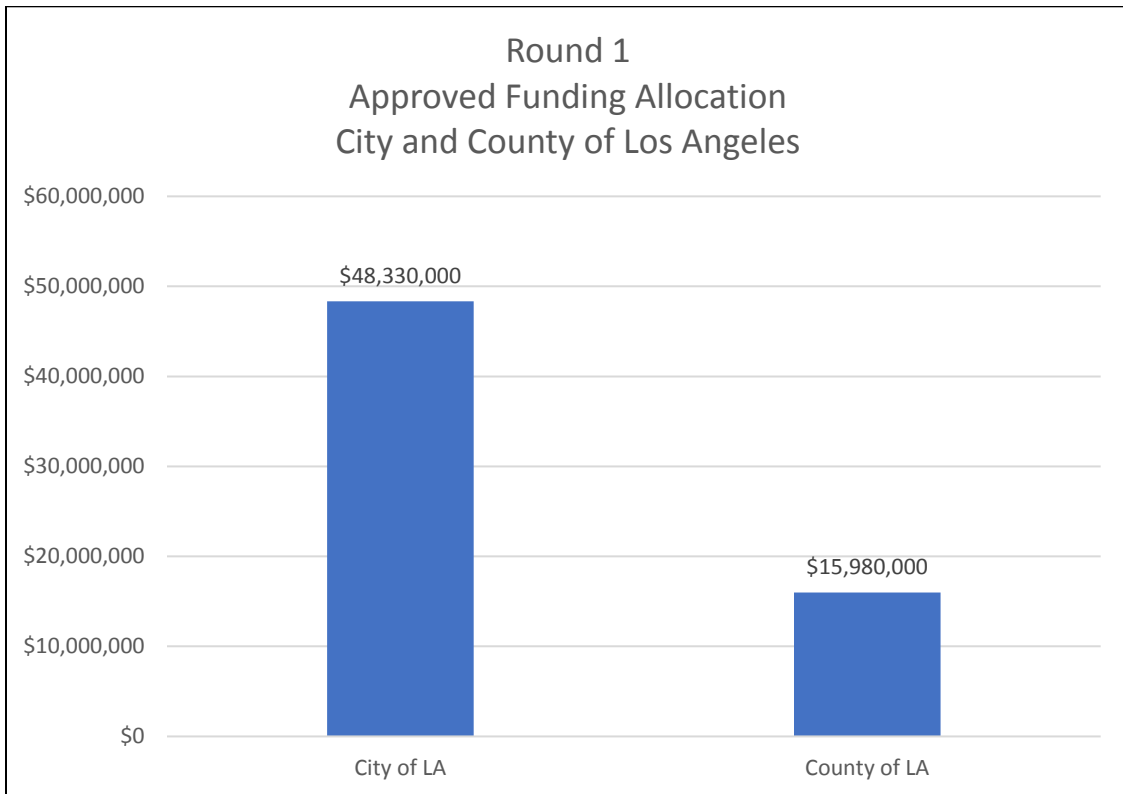 Round 1
Approved Funding Allocation
City and County of Los Angeles
$60,000,000
$50,000,000
$40,000,000
$30,000,000
$20,000,000
$10,000,000
$0
$48,330,000
$15,980,000
City of LA
County of LA